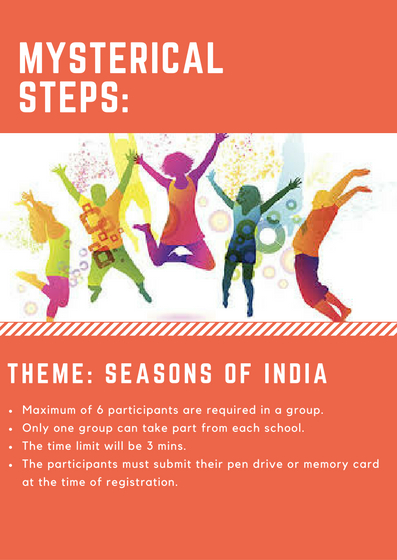 MYSTERICAL
STEPS:
THEME: SEASONS OF INDIA
• Maximum of 6 participants are required in a group.
• Only one group can take part from each school.
• The time limit will be 3 mins.
• The participants must submit their pen drive or memory card
at the time of registration.